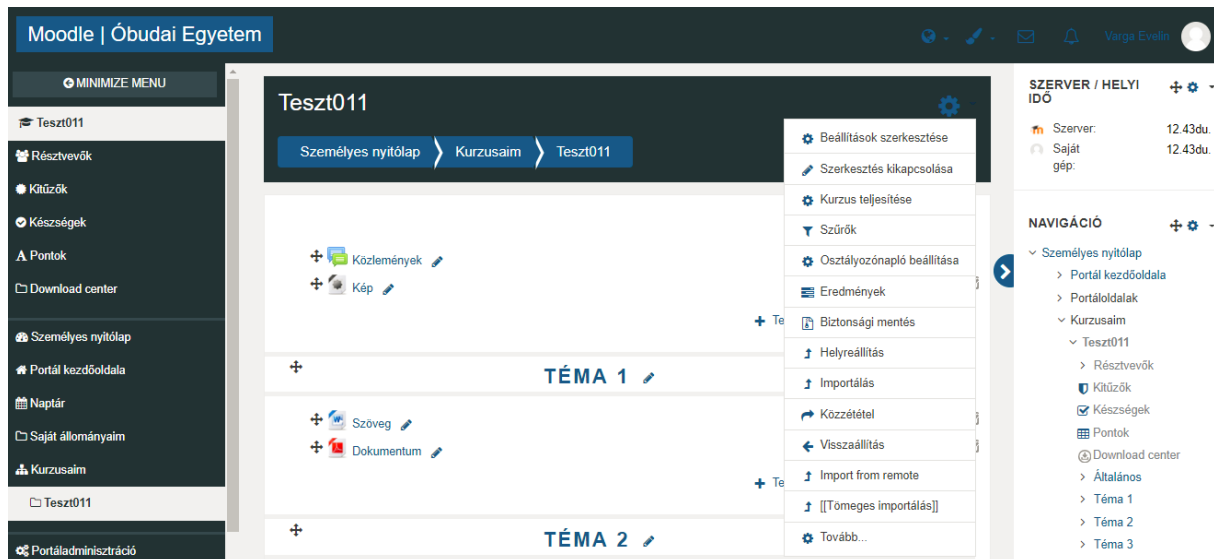 Moodle | Óbudai Egyetem
Varga Evelin
MINIMIZE MENU
Teszt011
Résztvevők
Kitűzők
Készségek
Pontok
Download center
Személyes nyitólap
Portál kezdőoldala
Naptár
Saját állományaim
Kurzusaim
Teszt011
Portáladminisztráció
Teszt011
Személyes nyitólap
Kurzusaim
Teszt011
Közlemények
Kép
Te
TÉMA 1
Szöveg
Dokumentum
Te
TÉMA 2
Beállítások szerkesztése
Szerkesztés kikapcsolása
Kurzus teljesítése
Szűrők
Osztályozónapló beállítása
Eredmények
Biztonsági mentés
Helyreállítás
Importálás
Közzététel
Visszaállítás
Import from remote
[[Tömeges importálás]]
Tovább...
SZERVER / HELYI
IDŐ
Szerver: 12.43du.
Saját 12.43du.
gép:
NAVIGÁCIÓ
Személyes nyitólap
Portál kezdőoldala
Portáloldalak
Kurzusaim
Teszt011
Résztvevők
Kitűzők
Készségek
Pontok
Download center
Általános
Téma 1
Téma 2
Téma 3